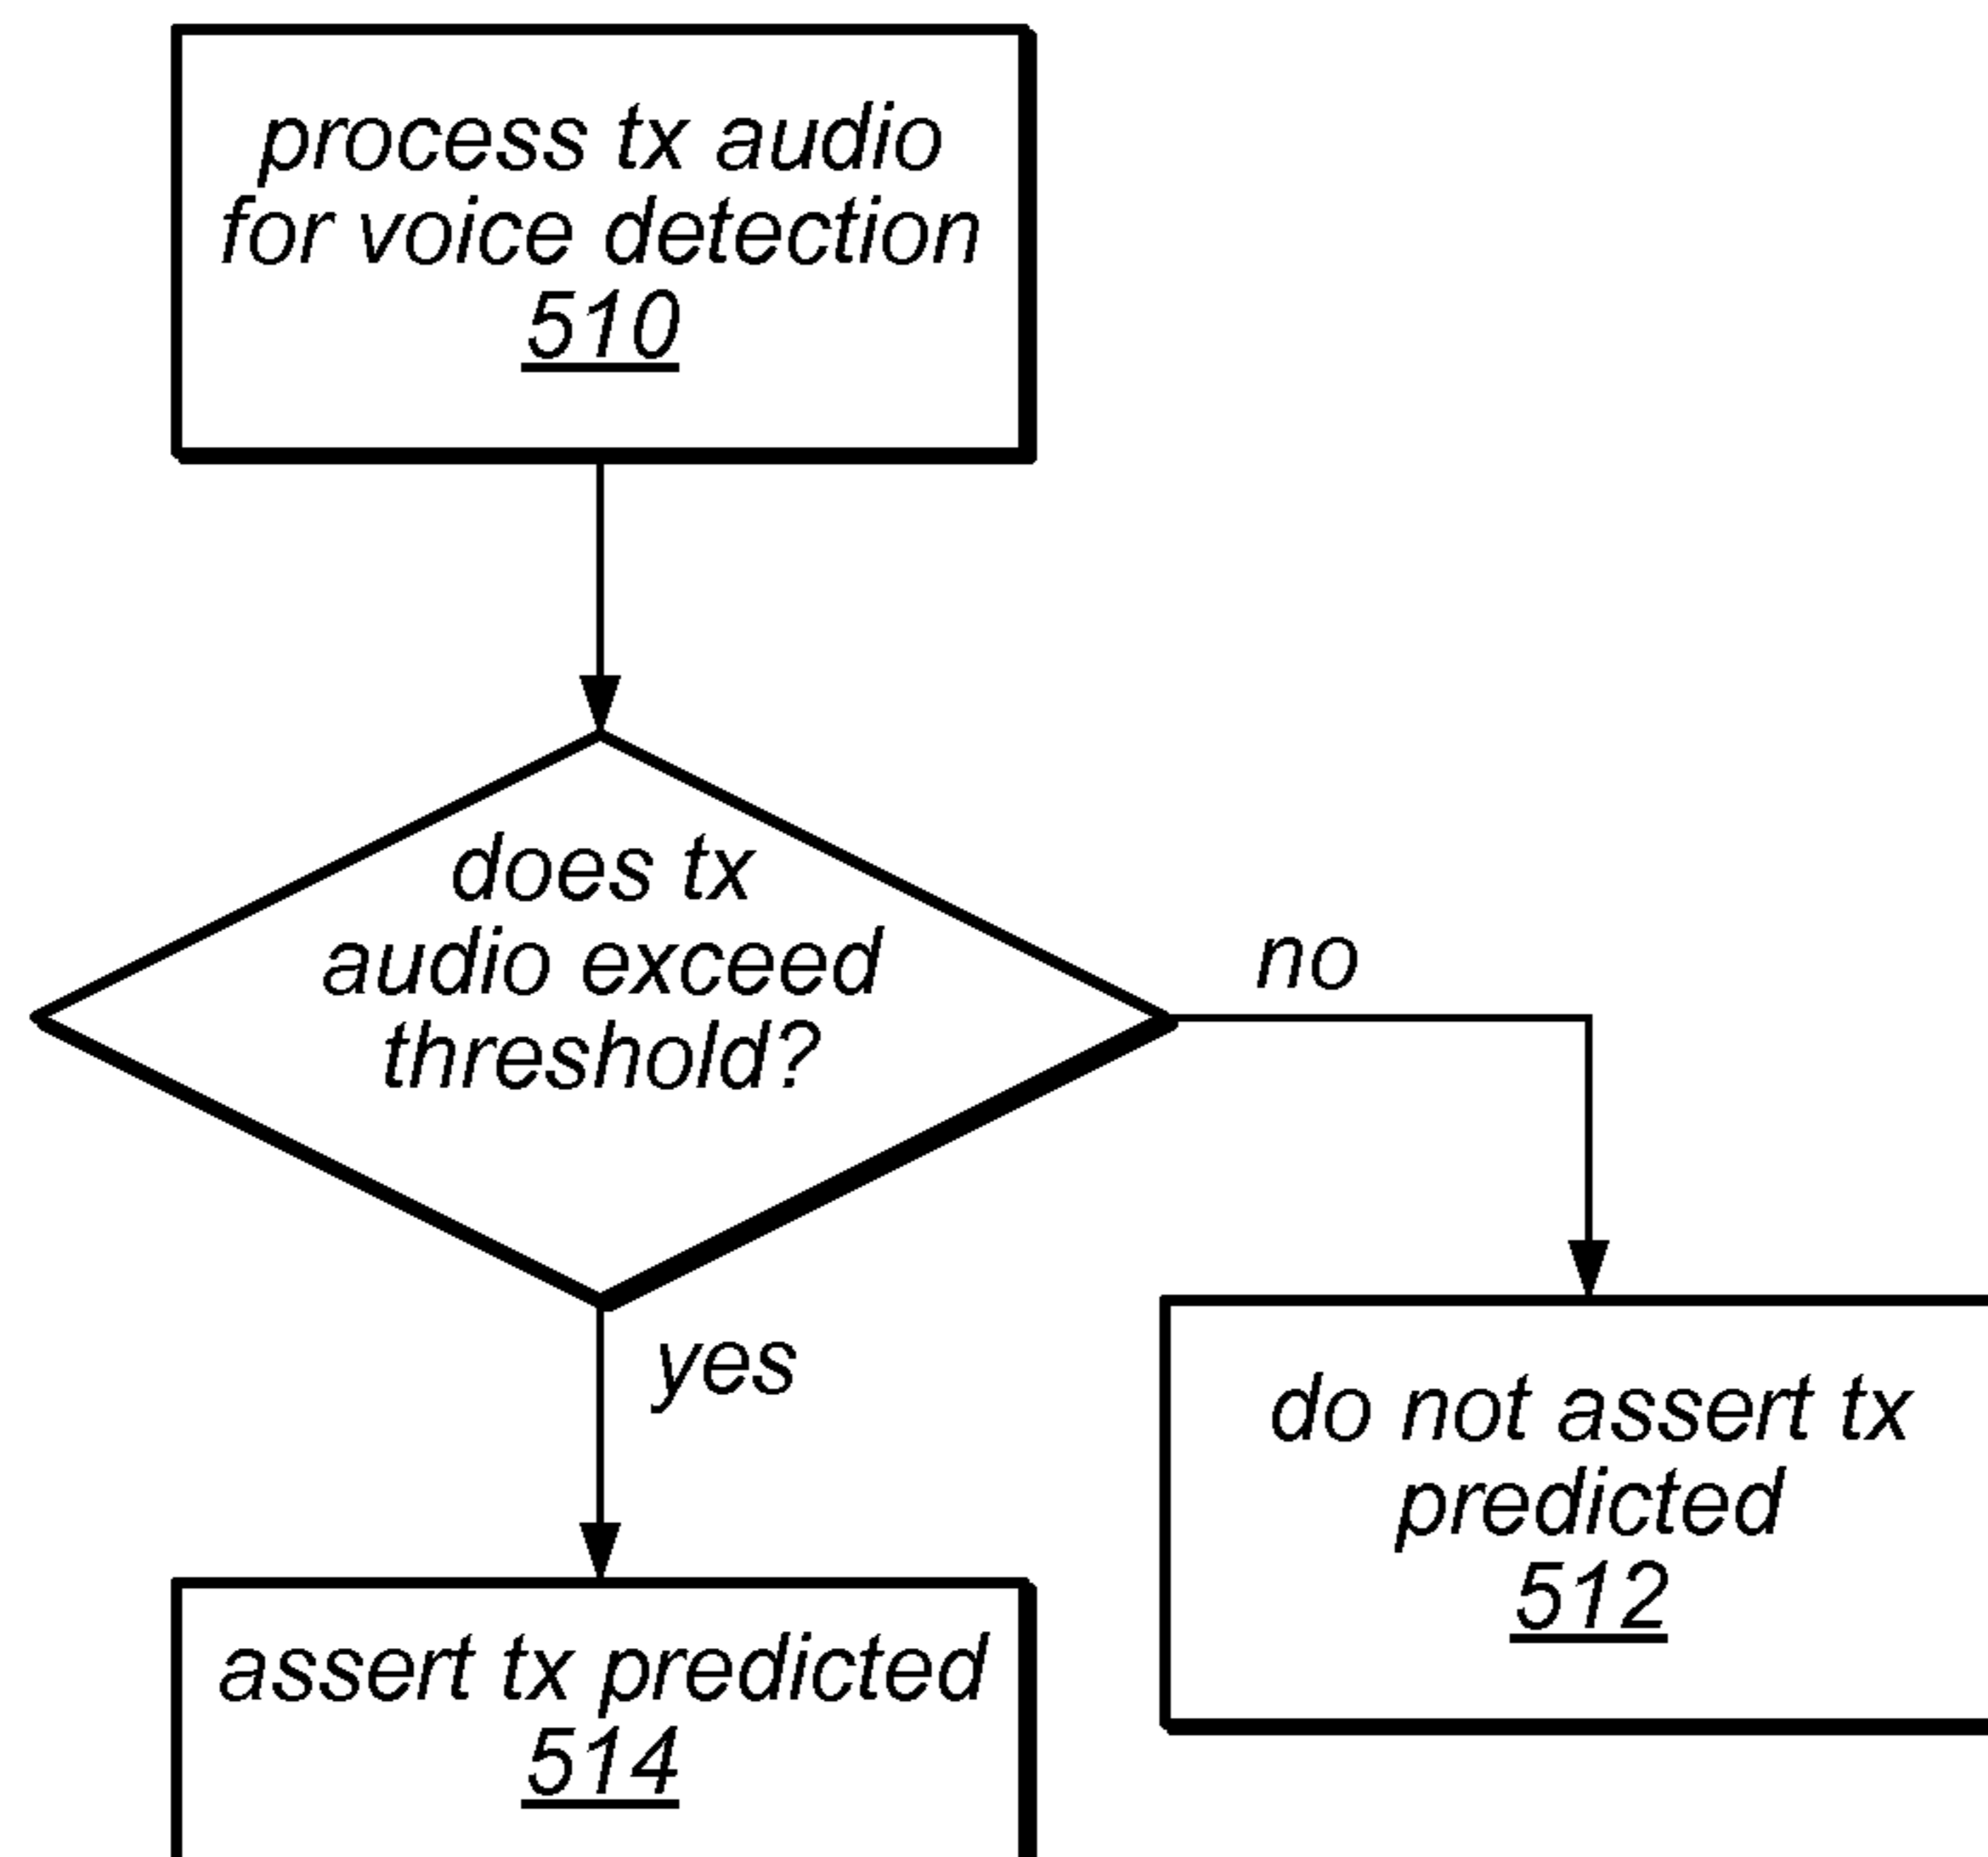 process tx audio
for voice detection
510
does tx
audio exceed
threshold?
no
yes
do not assert tx
predicted
512
assert tx predicted
514